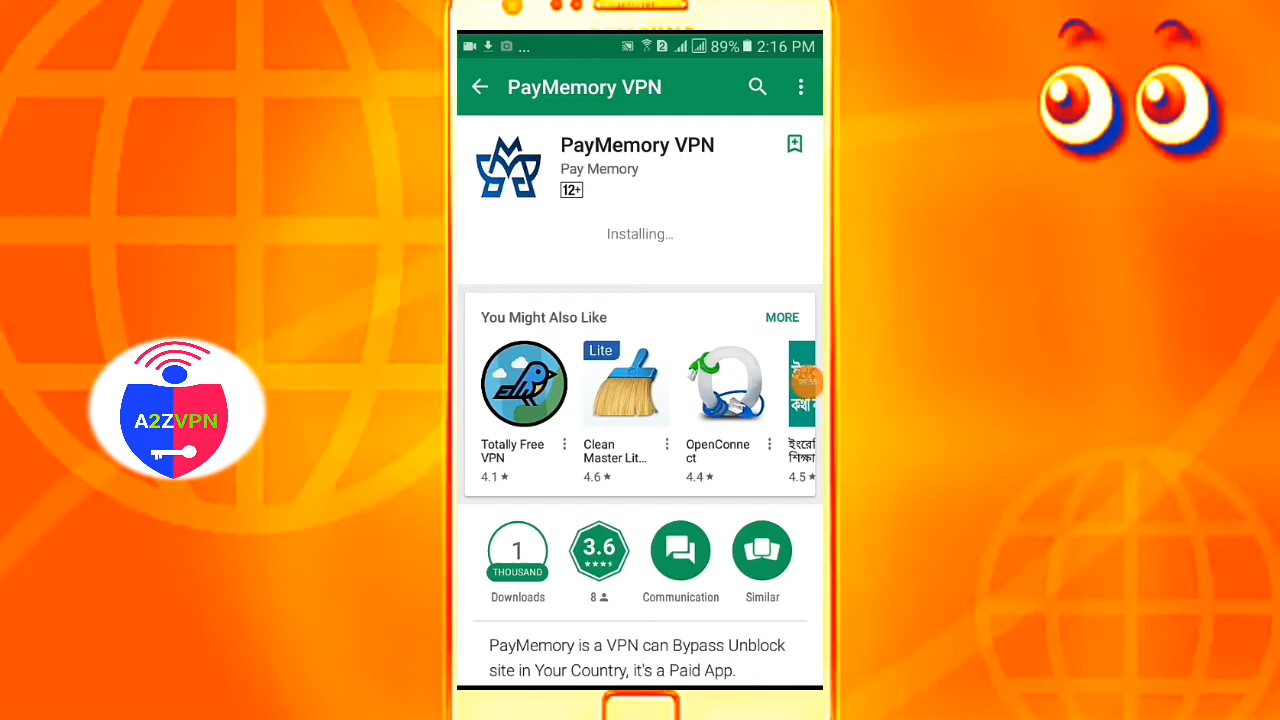 ... 2 89% 2:16 PM
PayMemory VPN
PayMemory VPN
Pay Memory
12+
Installing...
You Might Also Like MORE
Lite
Totally Free
VPN
4.1
Clean
Master Lit...
4.6
OpenConne
ct
4.4
ইংরেি
শিক্ষা
4.5
A2ZVPN
1
THOUSAND
Downloads
3.6
8
Communication
Similar
PayMemory is a VPN can Bypass Unblock
site in Your Country, it's a Paid App.